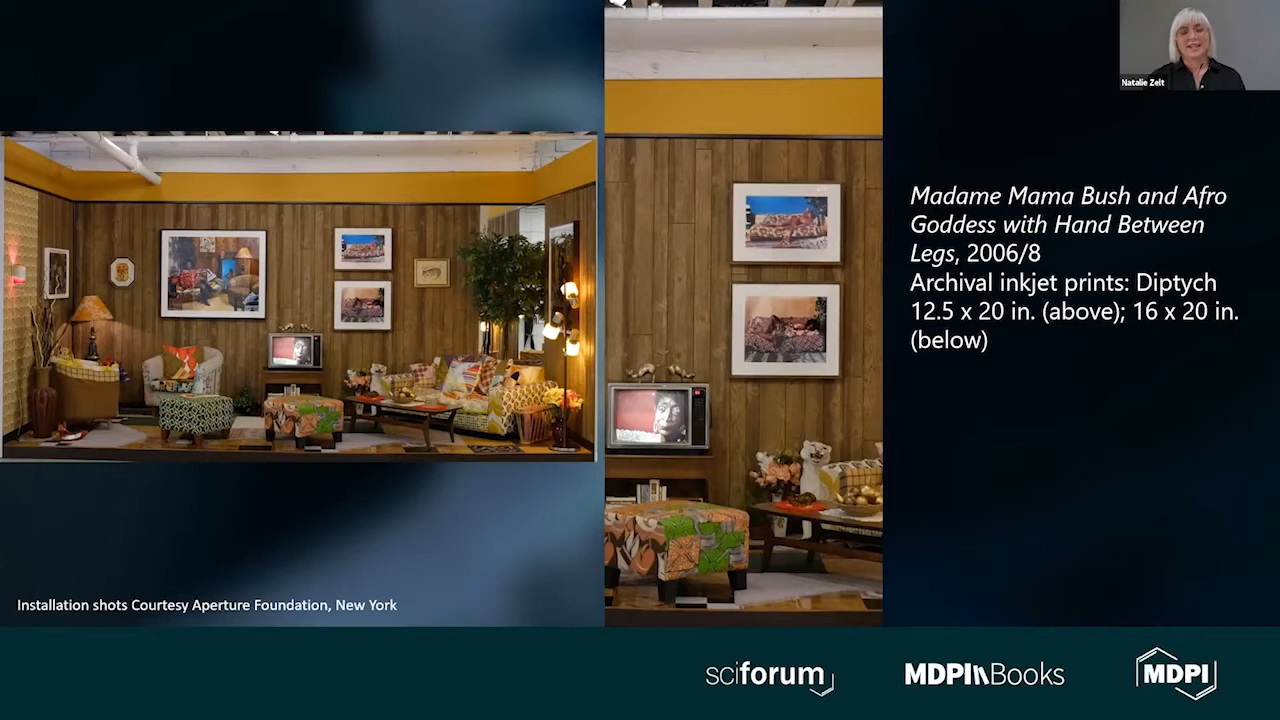 Natalie Zelt
Madame Mama Bush and Afro
Goddess with Hand Between
Legs, 2006/8
Archival inkjet prints: Diptych
12.5 x 20 in. (above); 16 x 20 in.
(below)
Installation shots Courtesy Aperture Foundation, New York
sciforum
MDPI Books
MDPI